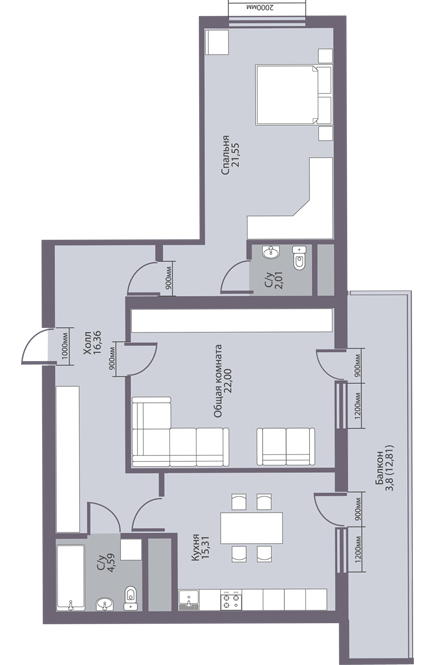 2000мм
Спальня
21,55
С/у
2,01
900мм
Холл
16,36
1000мм
900мм
Общая комната
22,00
900мм
1200мм
Балкон
3,8 (12,81)
Кухня
15,31
900мм
1200мм
С/у
4,59